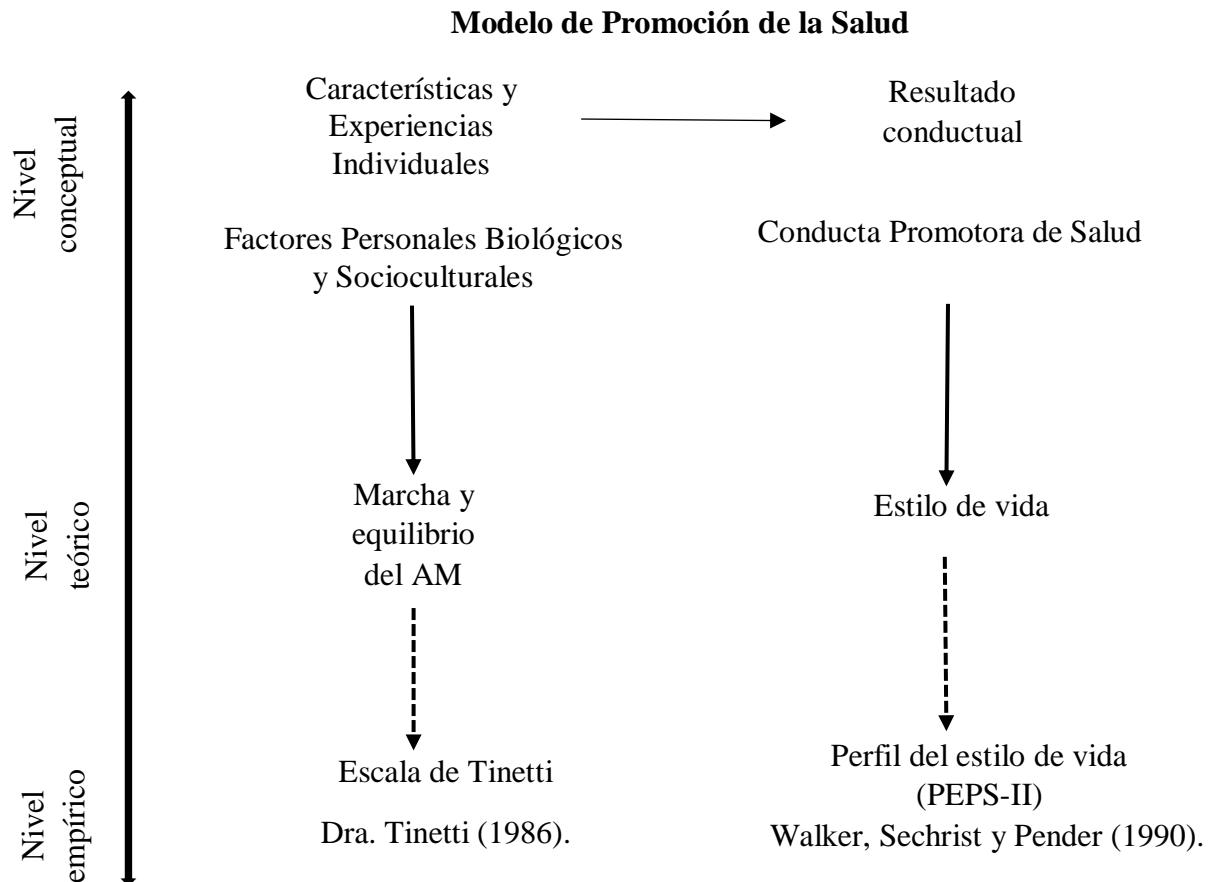 Modelo de Promoción de la Salud
Nivel
conceptual
Características y
Experiencias
Individuales
Resultado
conductual
Factores Personales Biológicos
y Socioculturales
Conducta Promotora de Salud
Nivel
teórico
Marcha y
equilibrio
del AM
Estilo de vida
Nivel
empírico
Escala de Tinetti
Dra. Tinetti (1986).
Perfil del estilo de vida
(PEPS-II)
Walker, Sechrist y Pender (1990).